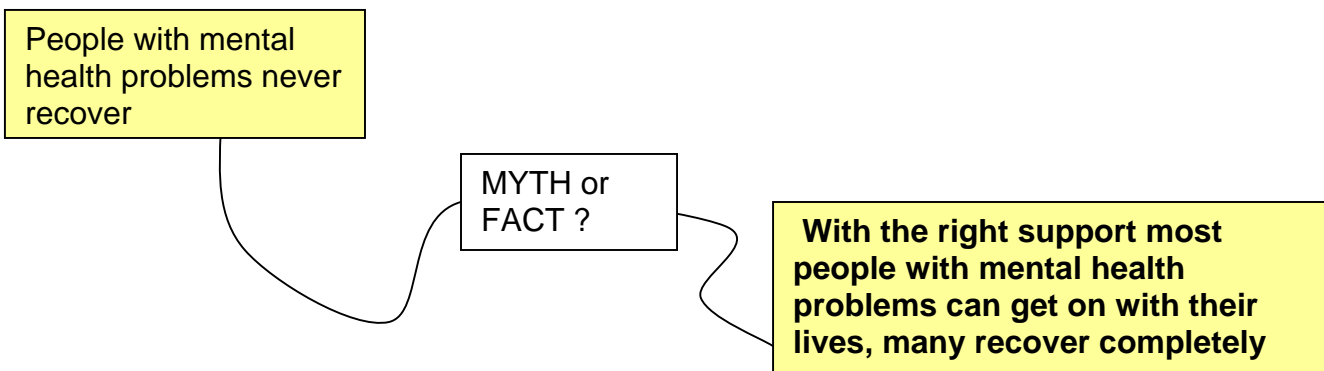 People with mental
health problems never
recover
MYTH or
FACT ?
With the right support most
people with mental health
problems can get on with their
lives, many recover completely